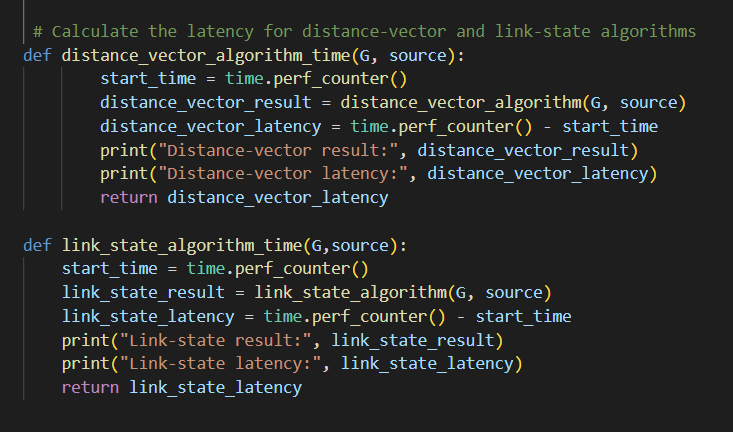 # Calculate the latency for distance-vector and link-state algorithms
def distance_vector_algorithm_time(G, source):
        start_time = time.perf_counter()
        distance_vector_result = distance_vector_algorithm(G, source)
        distance_vector_latency = time.perf_counter() - start_time
        print("Distance-vector result:", distance_vector_result)
        print("Distance-vector latency:", distance_vector_latency)
        return distance_vector_latency

def link_state_algorithm_time(G,source):
    start_time = time.perf_counter()
    link_state_result = link_state_algorithm(G, source)
    link_state_latency = time.perf_counter() - start_time
    print("Link-state result:", link_state_result)
    print("Link-state latency:", link_state_latency)
    return link_state_latency